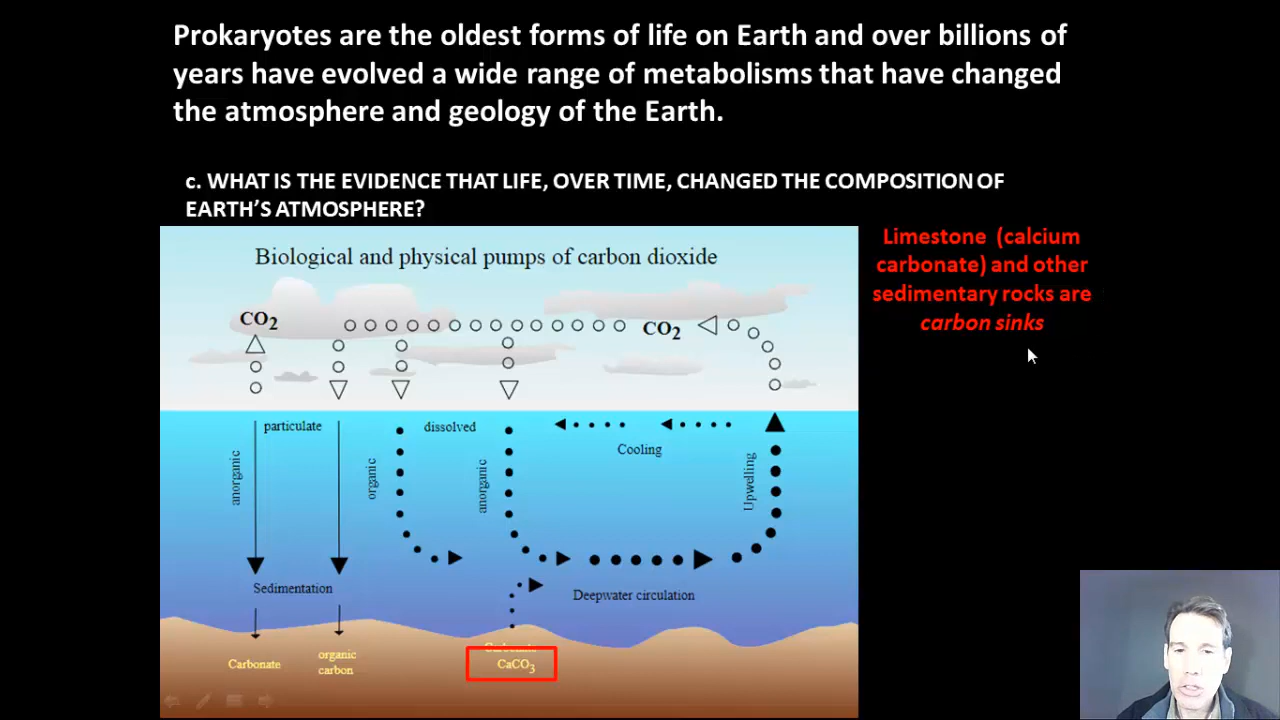 Prokaryotes are the oldest forms of life on Earth and over billions of
years have evolved a wide range of metabolisms that have changed
the atmosphere and geology of the Earth.
c. WHAT IS THE EVIDENCE THAT LIFE, OVER TIME, CHANGED THE COMPOSITION OF
EARTH'S ATMOSPHERE?
Limestone (calcium
carbonate) and other
sedimentary rocks are
carbon sinks
Biological and physical pumps of carbon dioxide
CO2
CO2
particulate
dissolved
Cooling
anorganic
organic
anorganic
Upwelling
Sedimentation
Deepwater circulation
Carbonate
organic
carbon
CaCO3